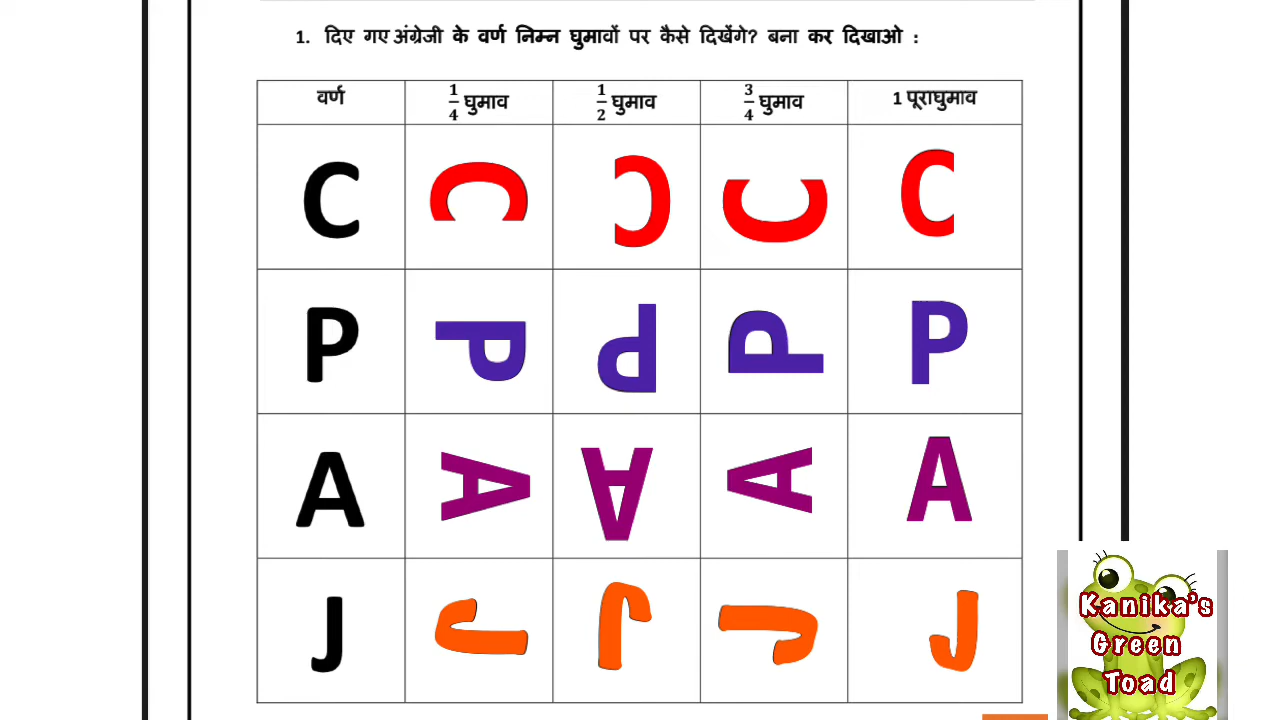 1. दिए गए अंग्रेजी के वर्ण निम्न घुमावों पर कैसे दिखेंगे? बना कर दिखाओ :
वर्ण 1/4 घुमाव 1/2 घुमाव 3/4 घुमाव 1 पूराघुमाव
C C C C C
P P P P P
A A A A A
J J J J J
Kanika's
Green
Toad